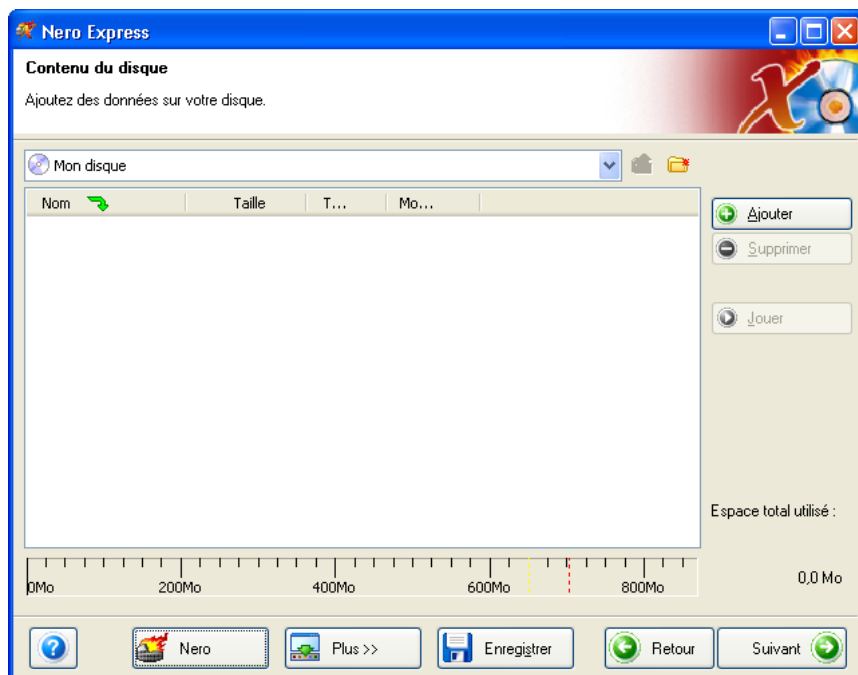 Nero Express
Contenu du disque
Ajoutez des données sur votre disque.
Mon disque
Nom Taille T... Mo...
Ajouter
Supprimer
Jouer
Espace total utilisé :
0Mo 200Mo 400Mo 600Mo 800Mo
0,0 Mo
Nero Plus >> Enregistrer Retour Suivant